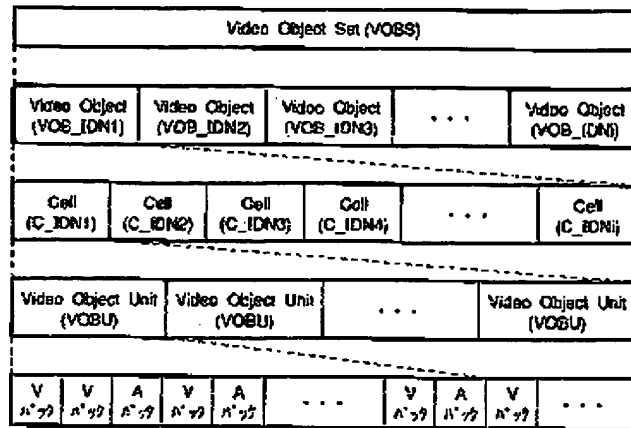 Video Object Set (VOBS)
Video Object Video Object Video Object ・・・ Video Object
(VOB_IDN1) (VOB_IDN2) (VOB_IDN3) (VOB_IDNi)
Cell Cell Cell Cell ・・・ Cell
(C_IDN1) (C_IDN2) (C_IDN3) (C_IDN4) (C_IDNi)
Video Object Unit Video Object Unit ・・・ Video Object Unit
(VOBU) (VOBU) (VOBU)
V V A V A ・・・ V A V ・・・
パック パック パック パック パック パック パック パック